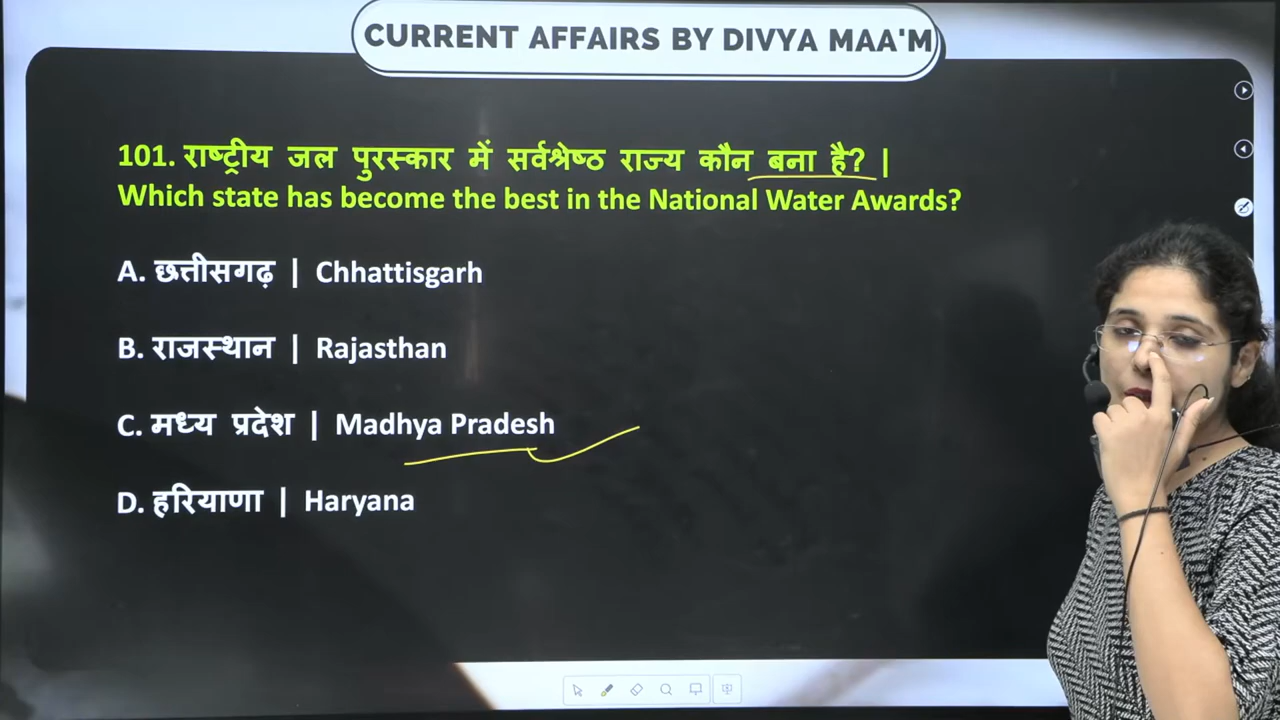 CURRENT AFFAIRS BY DIVYA MAA'M
101. राष्ट्रीय जल पुरस्कार में सर्वश्रेष्ठ राज्य कौन बना है? |
Which state has become the best in the National Water Awards?
A. छत्तीसगढ़ | Chhattisgarh
B. राजस्थान | Rajasthan
C. मध्य प्रदेश | Madhya Pradesh
D. हरियाणा | Haryana